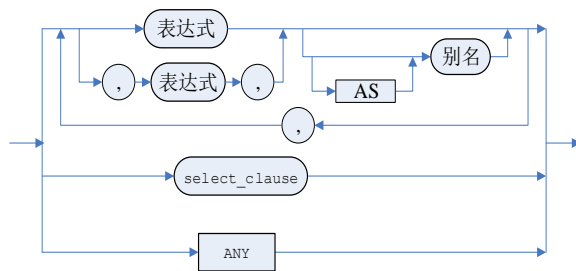 表达式
别名
, 表达式 ,
AS
,
select_clause
ANY